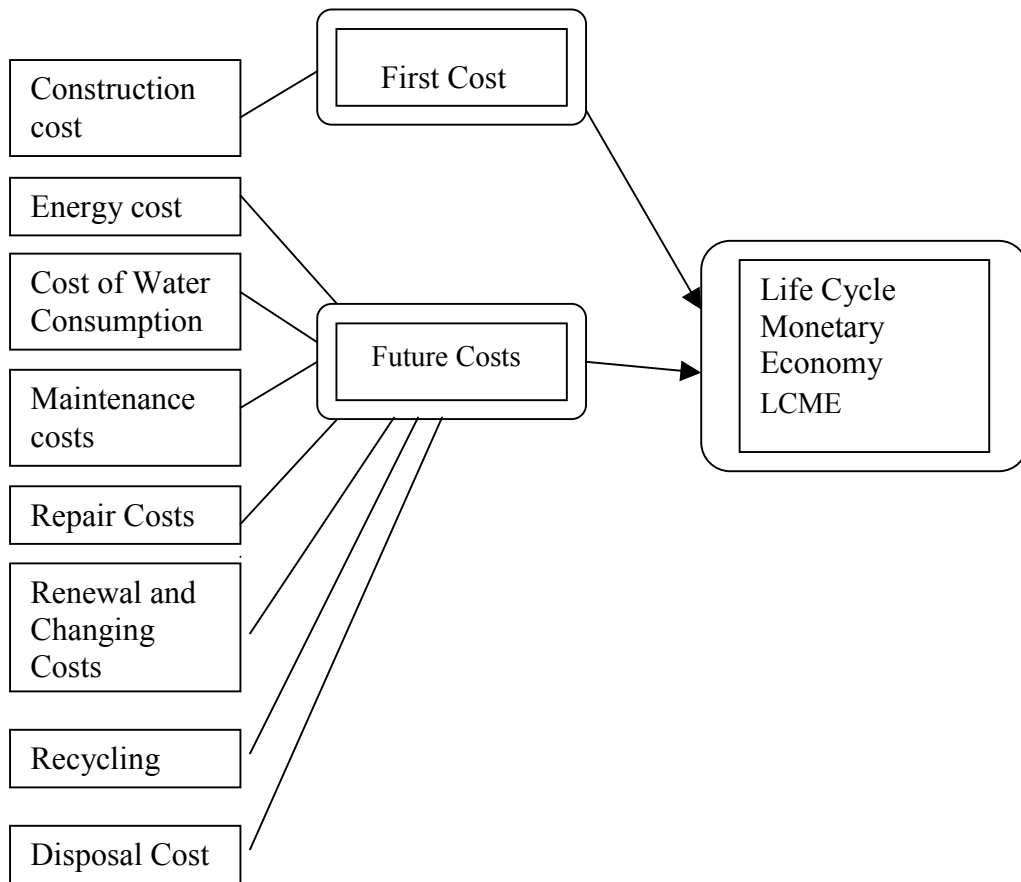 First Cost
Construction
cost
Energy cost
Cost of Water
Consumption
Maintenance
costs
Repair Costs
Renewal and
Changing
Costs
Recycling
Disposal Cost
Future Costs
Life Cycle
Monetary
Economy
LCME